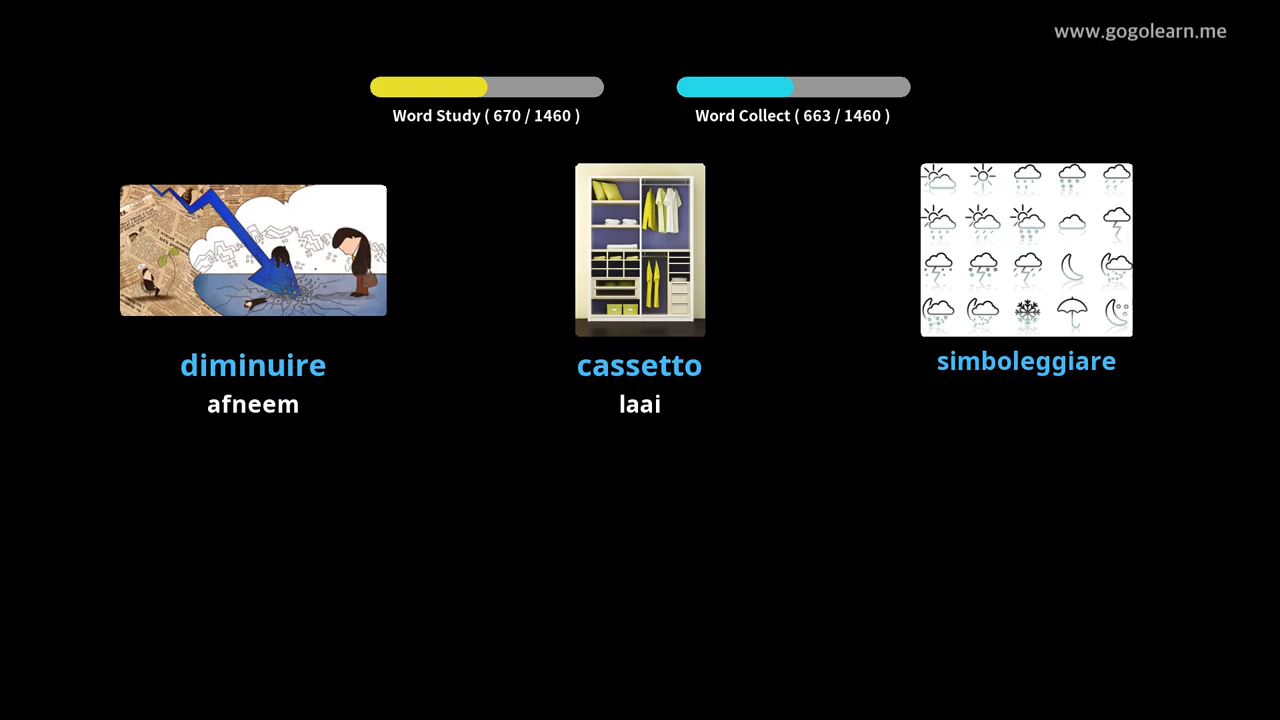 www.gogolearn.me
Word Study ( 670 / 1460 )
Word Collect ( 663 / 1460 )
diminuire
cassetto
simboleggiare
afneem
laai